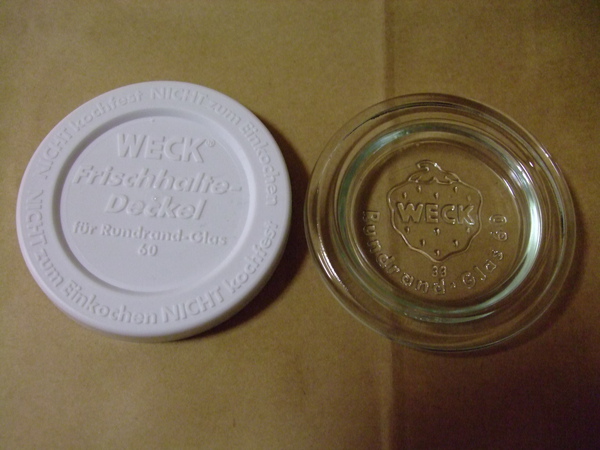 WECK®
Frischhalte-
Deckel
für Rundrand-Glas
60
NICHT kochfest NICHT zum Einkochen NICHT kochfest NICHT zum Einkochen
WECK
33
Rundrand-Glas 60